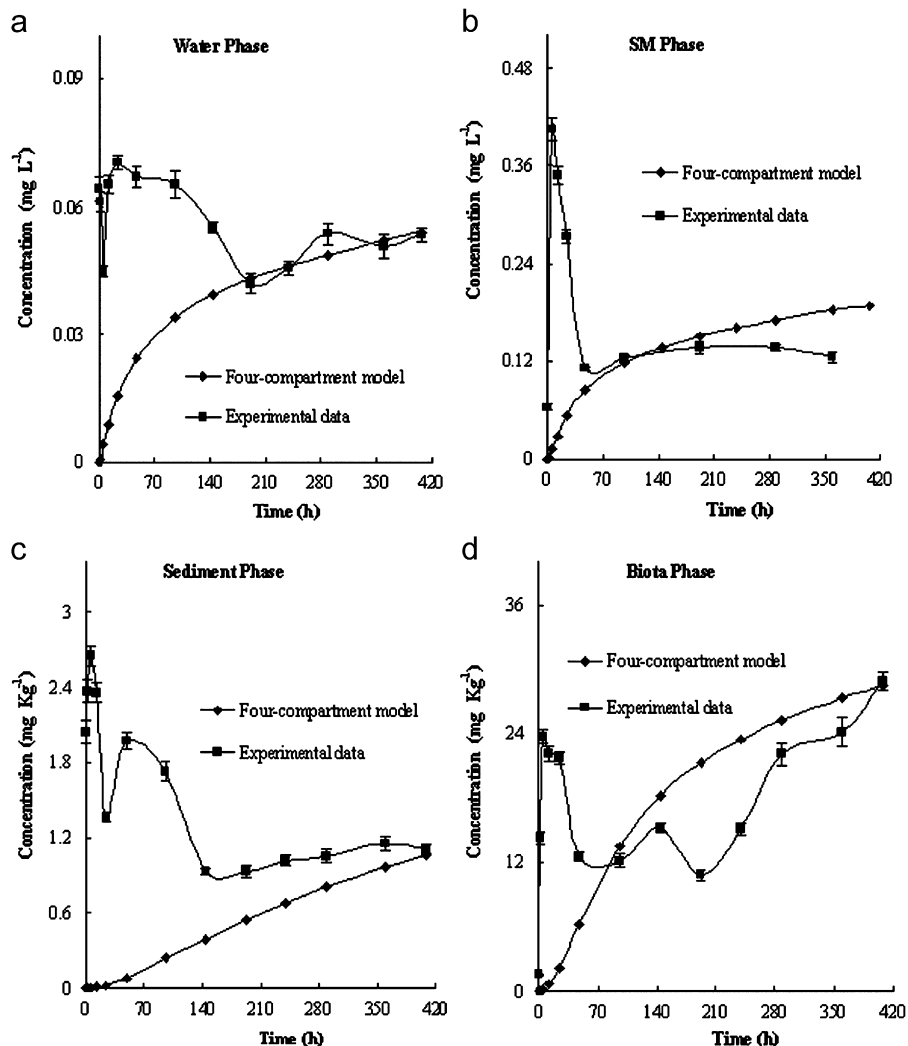 a
Water Phase
0.09
0.06
0.03
0
Concentration (mg L⁻¹)
Four-compartment model
Experimental data
0 70 140 210 280 350 420
Time (h)
b
SM Phase
0.48
0.36
0.24
0.12
0
Concentration (mg L⁻¹)
Four-compartment model
Experimental data
0 70 140 210 280 350 420
Time (h)
c
Sediment Phase
3
2.4
1.8
1.2
0.6
0
Concentration (mg Kg⁻¹)
Four-compartment model
Experimental data
0 70 140 210 280 350 420
Time (h)
d
Biota Phase
36
24
12
0
Concentration (mg Kg⁻¹)
Four-compartment model
Experimental data
0 70 140 210 280 350 420
Time (h)